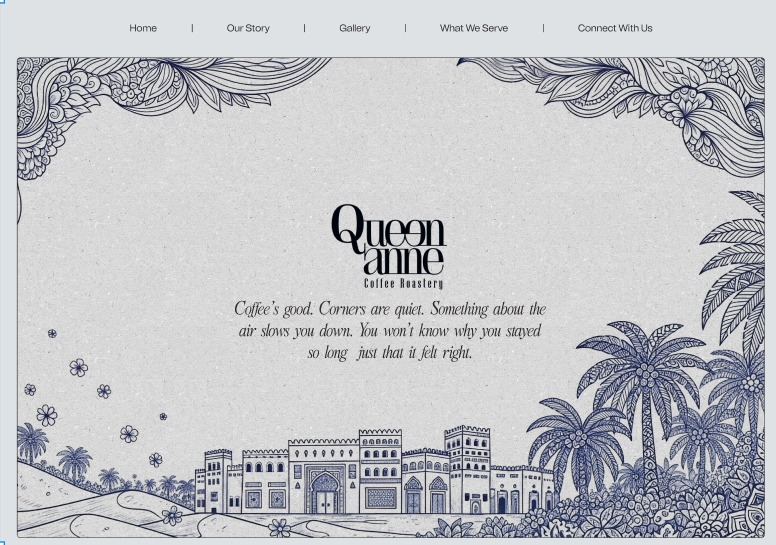 Home | Our Story | Gallery | What We Serve | Connect With Us
Queen
anne
Coffee Roastery
Coffee's good. Corners are quiet. Something about the
air slows you down. You won't know why you stayed
so long just that it felt right.